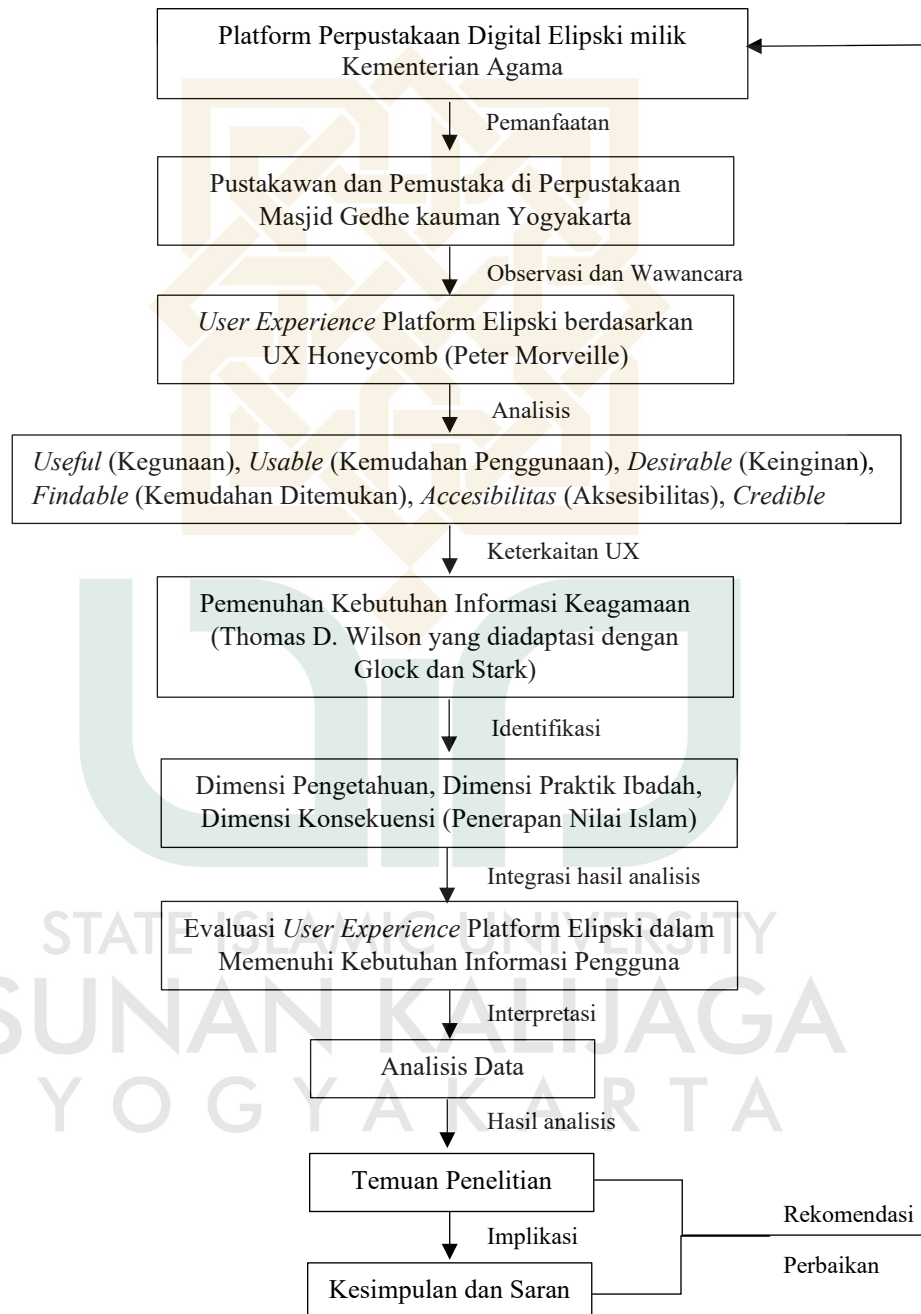 Platform Perpustakaan Digital Elipski milik
Kementerian Agama
Pemanfaatan
Pustakawan dan Pemustaka di Perpustakaan
Masjid Gedhe kauman Yogyakarta
Observasi dan Wawancara
User Experience Platform Elipski berdasarkan
UX Honeycomb (Peter Morveille)
Analisis
Useful (Kegunaan), Usable (Kemudahan Penggunaan), Desirable (Keinginan),
Findable (Kemudahan Ditemukan), Accesibilitas (Aksesibilitas), Credible
Keterkaitan UX
Pemenuhan Kebutuhan Informasi Keagamaan
(Thomas D. Wilson yang diadaptasi dengan
Glock dan Stark)
Identifikasi
Dimensi Pengetahuan, Dimensi Praktik Ibadah,
Dimensi Konsekuensi (Penerapan Nilai Islam)
Integrasi hasil analisis
STATE ISLAMIC UNIVERSITY
Evaluasi User Experience Platform Elipski dalam
Memenuhi Kebutuhan Informasi Pengguna
SUNAN KALIJAGA
Interpretasi
Analisis Data
YOGYAKARTA
Hasil analisis
Temuan Penelitian
Implikasi
Kesimpulan dan Saran
Rekomendasi
Perbaikan